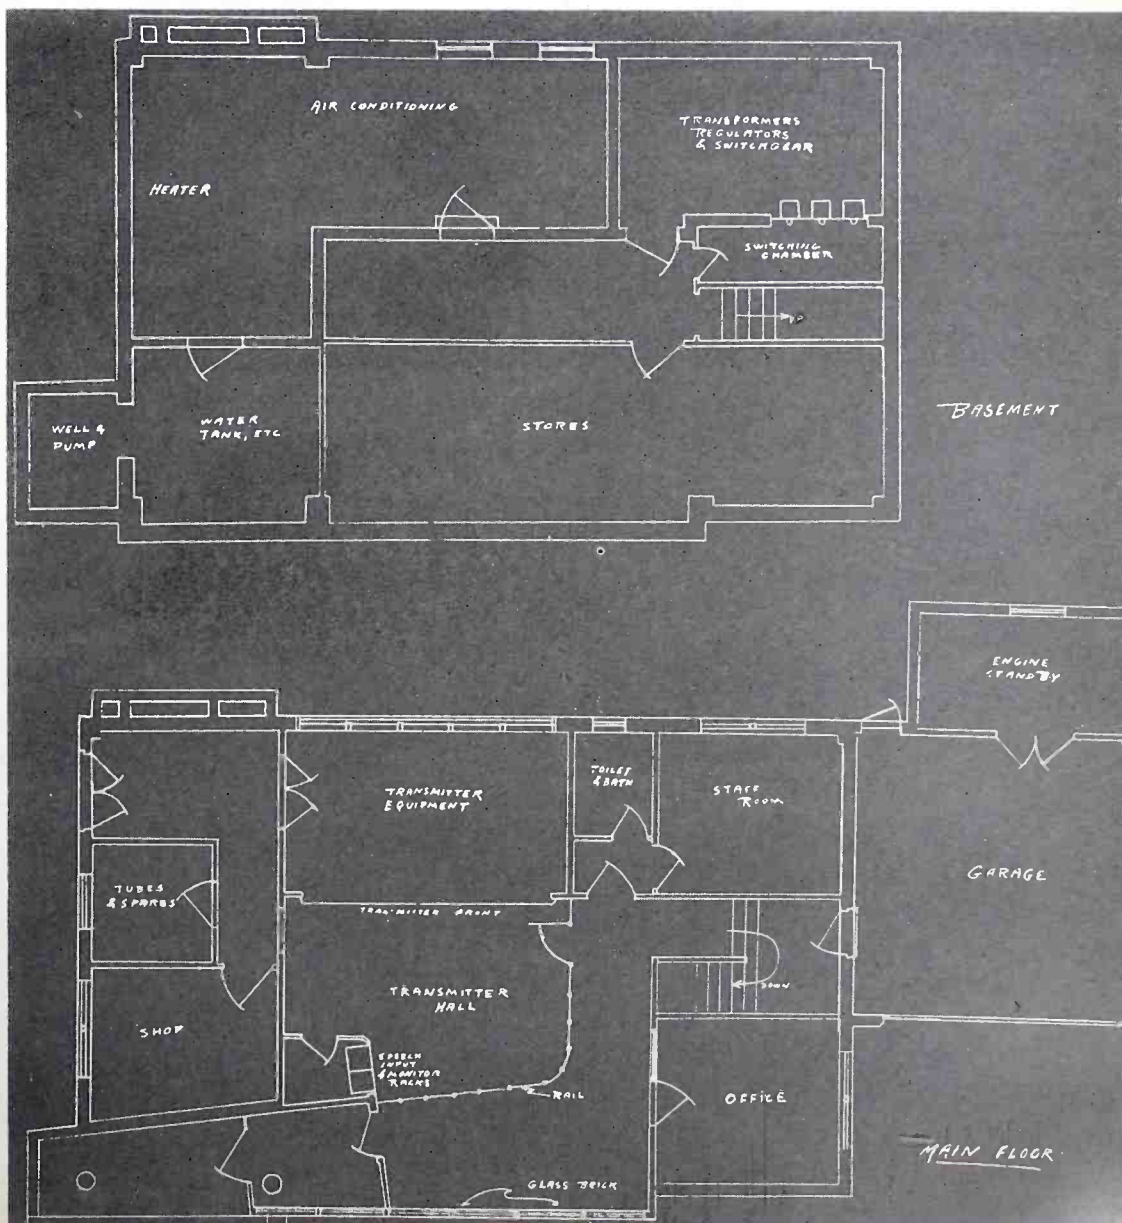 AIR CONDITIONING
TRANSFORMERS
REGULATORS
& SWITCHGEAR
HEATER
SWITCHING
CHAMBER
UP
BASEMENT
WELL &
PUMP
WATER
TANK, ETC
STORES
ENGINE
STANDBY
TRANSMITTER
EQUIPMENT
TOILET
& BATH
STAFF
ROOM
GARAGE
TUBES
& SPARES
TRANSMITTER FRONT
TRANSMITTER
HALL
DOWN
SHOP
SPEECH
INPUT
& MONITOR
RACKS
RAIL
OFFICE
MAIN FLOOR
GLASS BRICK